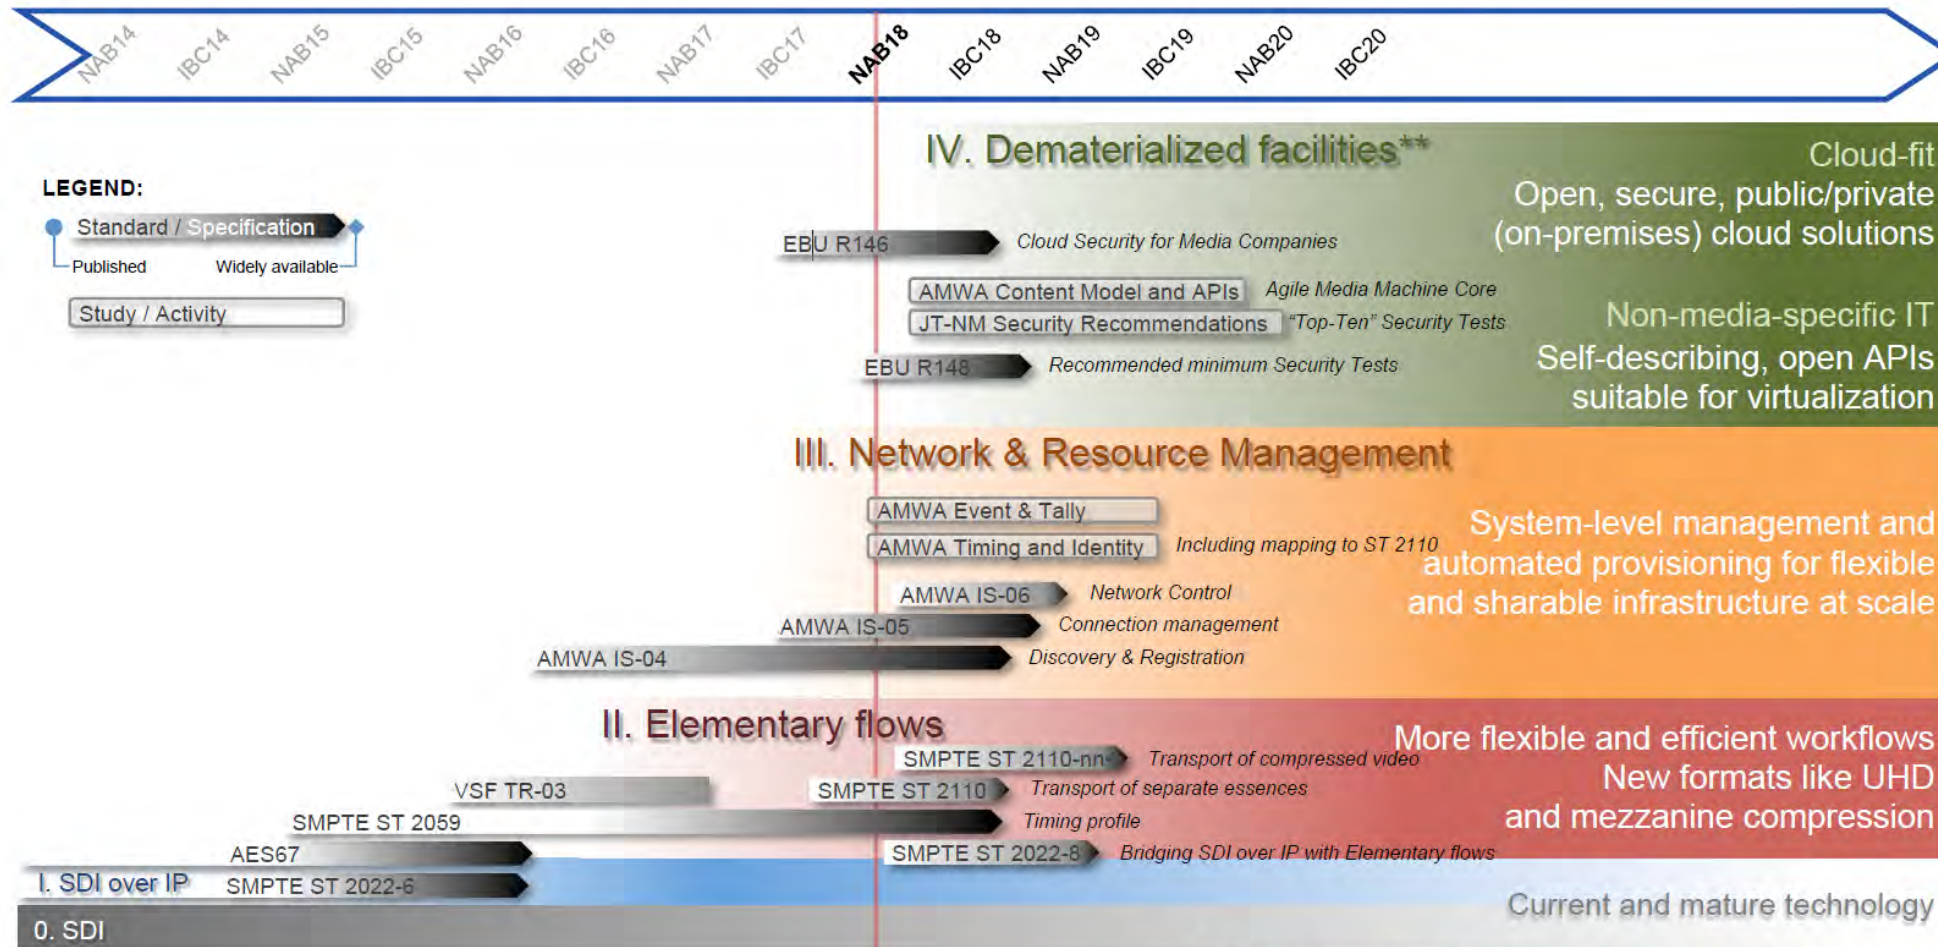 NAB14 IBC14 NAB15 IBC15 NAB16 IBC16 NAB17 IBC17 NAB18 IBC18 NAB19 IBC19 NAB20 IBC20
IV. Dematerialized facilities**
Cloud-fit
Open, secure, public/private
(on-premises) cloud solutions
LEGEND:
Standard / Specification
Published Widely available
Study / Activity
EBU R146 Cloud Security for Media Companies
AMWA Content Model and APIs Agile Media Machine Core
JT-NM Security Recommendations "Top-Ten" Security Tests
EBU R148 Recommended minimum Security Tests
Non-media-specific IT
Self-describing, open APIs
suitable for virtualization
III. Network & Resource Management
AMWA Event & Tally
AMWA Timing and Identity Including mapping to ST 2110
AMWA IS-06 Network Control
AMWA IS-05 Connection management
AMWA IS-04 Discovery & Registration
System-level management and
automated provisioning for flexible
and sharable infrastructure at scale
II. Elementary flows
SMPTE ST 2110-nn- Transport of compressed video
VSF TR-03 SMPTE ST 2110 Transport of separate essences
SMPTE ST 2059 Timing profile
AES67 SMPTE ST 2022-8 Bridging SDI over IP with Elementary flows
More flexible and efficient workflows
New formats like UHD
and mezzanine compression
I. SDI over IP SMPTE ST 2022-6
Current and mature technology
0. SDI